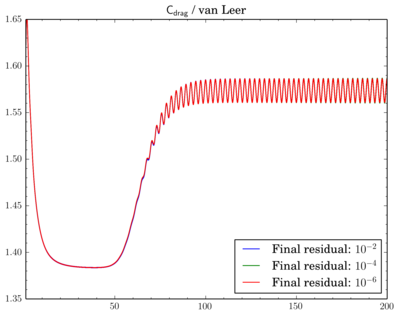 C_drag / van Leer
1.65
1.60
1.55
1.50
1.45
1.40
1.35
50
100
150
200
Final residual: 10^-2
Final residual: 10^-4
Final residual: 10^-6